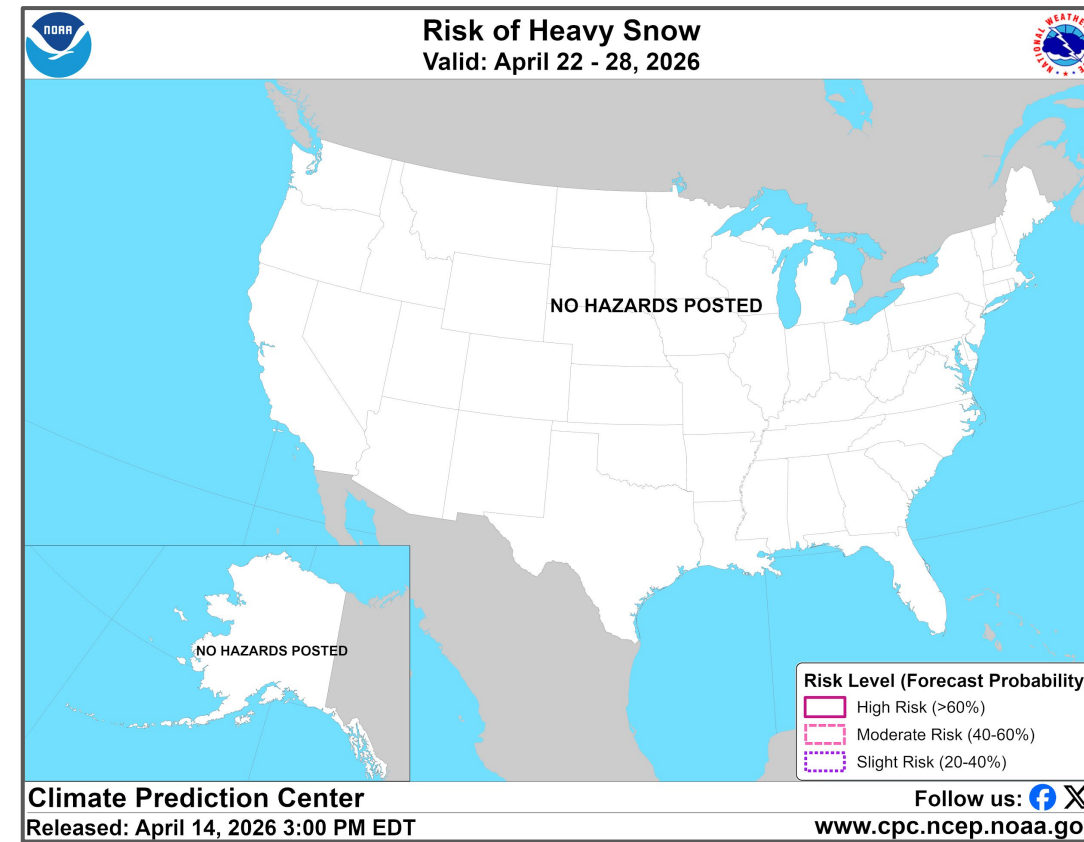 NOAA
Risk of Heavy Snow
Valid: April 22 - 28, 2026
NATIONAL WEATHE
NO HAZARDS POSTED
NO HAZARDS POSTED
Risk Level (Forecast Probability
High Risk (>60%)
Moderate Risk (40-60%)
Slight Risk (20-40%)
Climate Prediction Center
Follow us:
Released: April 14, 2026 3:00 PM EDT
www.cpc.ncep.noaa.go